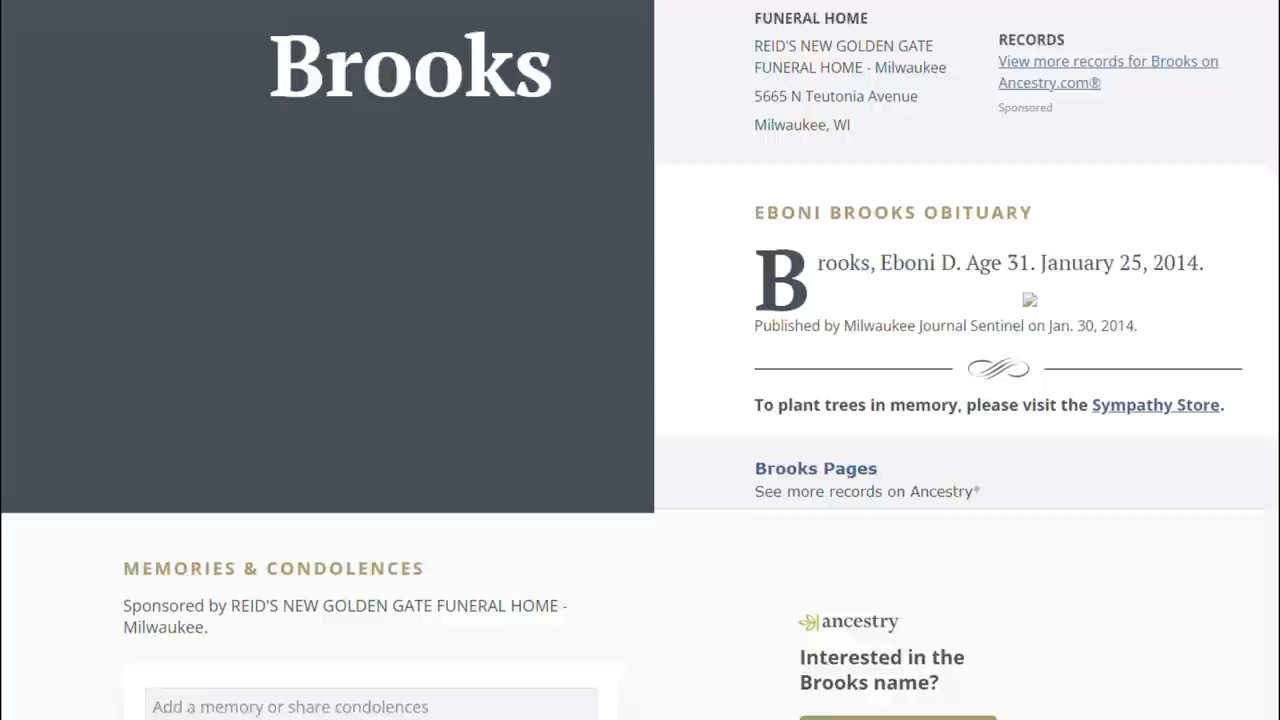 Brooks
FUNERAL HOME
REID'S NEW GOLDEN GATE
FUNERAL HOME - Milwaukee
5665 N Teutonia Avenue
Milwaukee, WI
RECORDS
View more records for Brooks on
Ancestry.com®
Sponsored
EBONI BROOKS OBITUARY
Brooks, Eboni D. Age 31. January 25, 2014.
Published by Milwaukee Journal Sentinel on Jan. 30, 2014.
To plant trees in memory, please visit the Sympathy Store.
Brooks Pages
See more records on Ancestry®
MEMORIES & CONDOLENCES
Sponsored by REID'S NEW GOLDEN GATE FUNERAL HOME -
Milwaukee.
Add a memory or share condolences
ancestry
Interested in the
Brooks name?